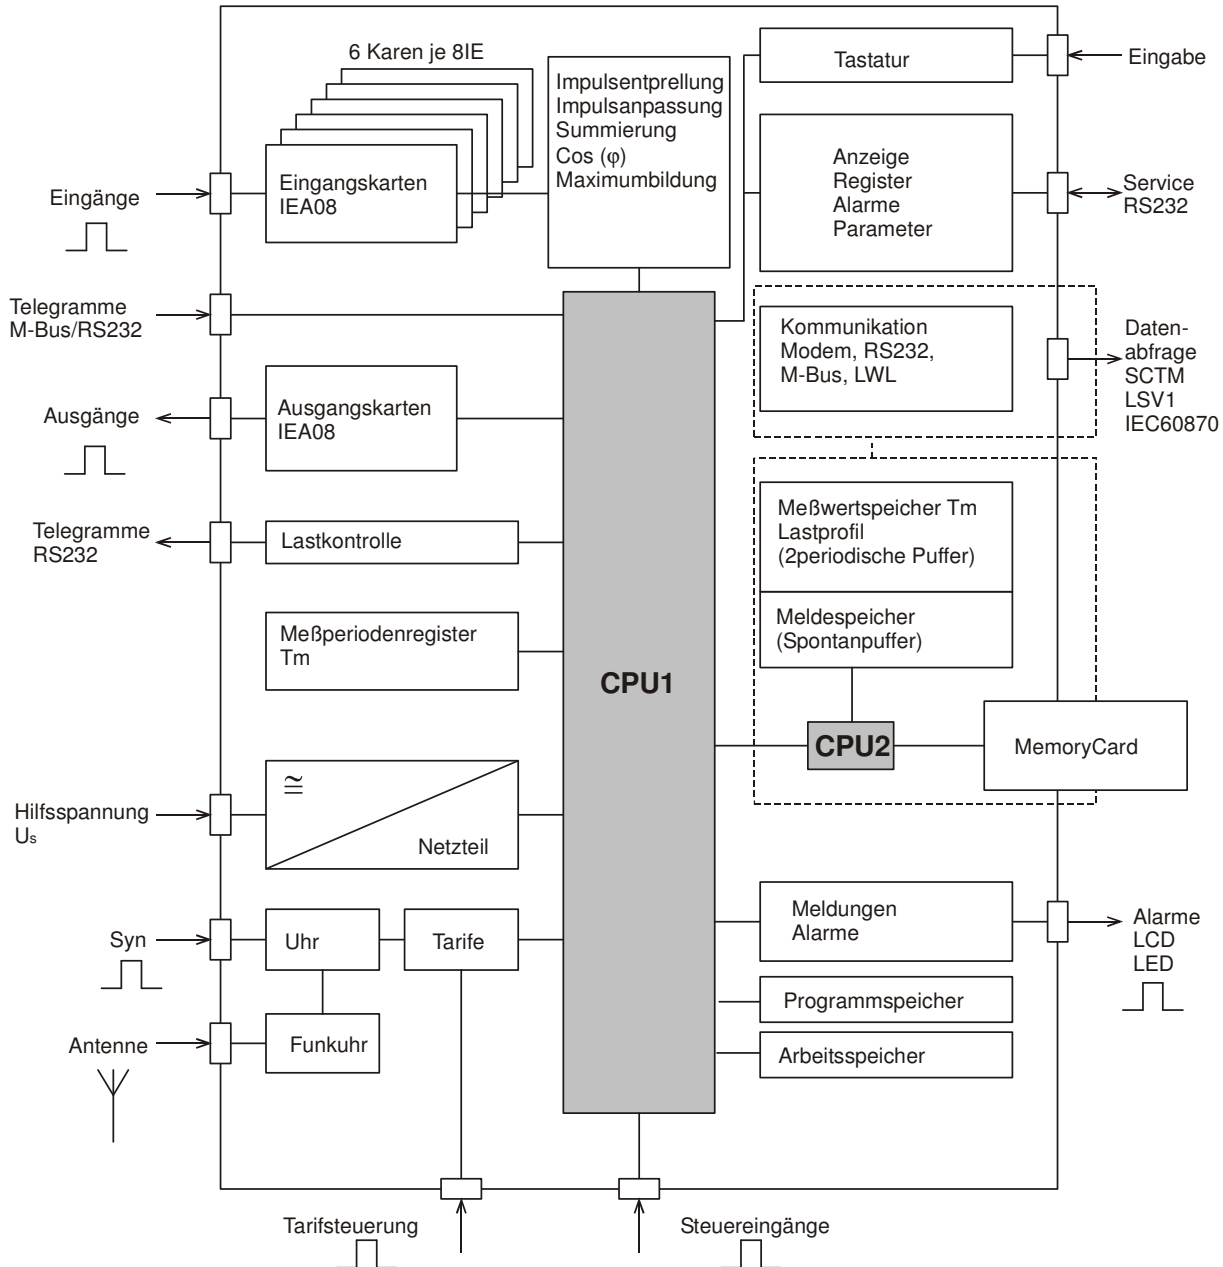 6 Karen je 8IE
Impulsentprellung
Impulsanpassung
Summierung
Cos (φ)
Maximumbildung
Tastatur
Eingabe
Eingangskarten
IEA08
Eingänge
Anzeige
Register
Alarme
Parameter
Service
RS232
Telegramme
M-Bus/RS232
Kommunikation
Modem, RS232,
M-Bus, LWL
Daten-
abfrage
SCTM
LSV1
IEC60870
Ausgangskarten
IEA08
Ausgänge
Telegramme
RS232
Lastkontrolle
Meßwertspeicher Tm
Lastprofil
(2periodische Puffer)
Meldespeicher
(Spontanpuffer)
Meßperiodenregister
Tm
CPU1
CPU2
MemoryCard
Hilfsspannung
Us
≅
Netzteil
Meldungen
Alarme
Alarme
LCD
LED
Syn
Uhr
Tarife
Programmspeicher
Antenne
Funkuhr
Arbeitsspeicher
Tarifsteuerung
Steuereingänge